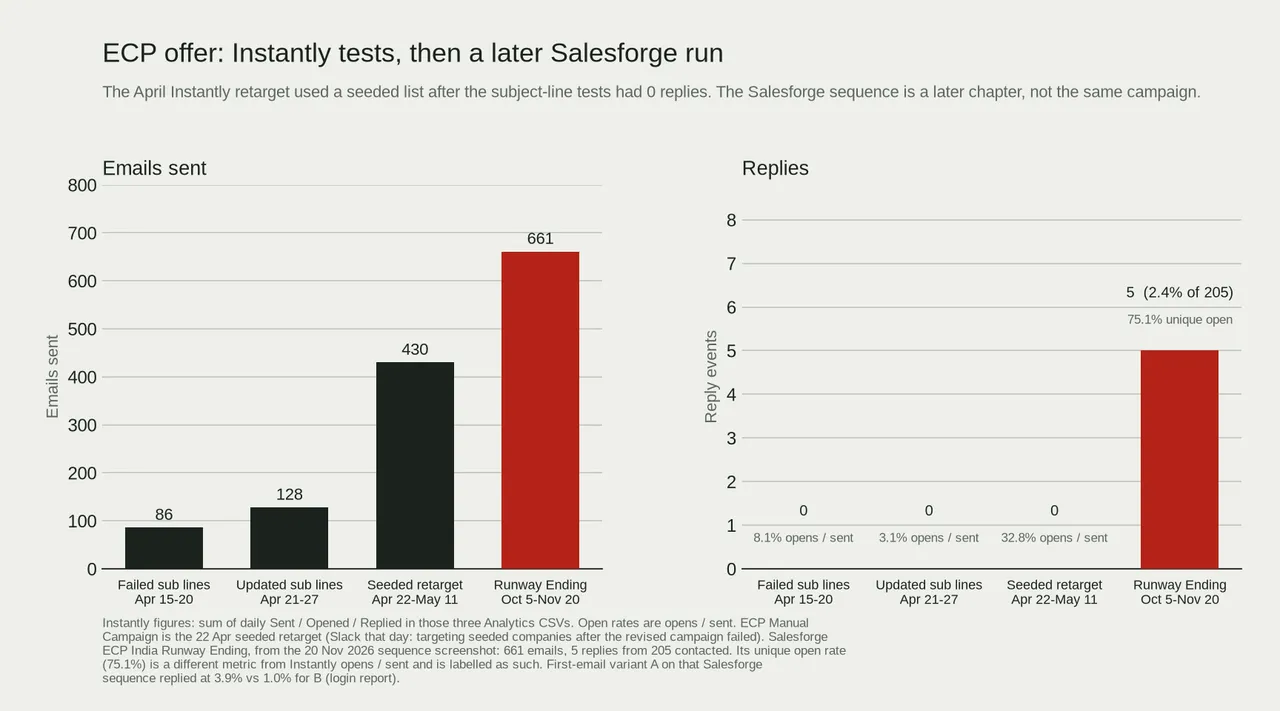 ECP offer: Instantly tests, then a later Salesforge run
The April Instantly retarget used a seeded list after the subject-line tests had 0 replies. The Salesforge sequence is a later chapter, not the same campaign.
Emails sent
800
700
600
500
400
300
200
100
0
Emails sent
86
128
430
661
Failed sub lines
Apr 15-20
Updated sub lines
Apr 21-27
Seeded retarget
Apr 22-May 11
Runway Ending
Oct 5-Nov 20
Replies
8
7
6
5
4
3
2
1
0
Reply events
0
8.1% opens / sent
0
3.1% opens / sent
0
32.8% opens / sent
5 (2.4% of 205)
75.1% unique open
Failed sub lines
Apr 15-20
Updated sub lines
Apr 21-27
Seeded retarget
Apr 22-May 11
Runway Ending
Oct 5-Nov 20
Instantly figures: sum of daily Sent / Opened / Replied in those three Analytics CSVs. Open rates are opens / sent. ECP Manual
Campaign is the 22 Apr seeded retarget (Slack that day: targeting seeded companies after the revised campaign failed). Salesforge
ECP India Runway Ending, from the 20 Nov 2026 sequence screenshot: 661 emails, 5 replies from 205 contacted. Its unique open rate
(75.1%) is a different metric from Instantly opens / sent and is labelled as such. First-email variant A on that Salesforge
sequence replied at 3.9% vs 1.0% for B (login report).